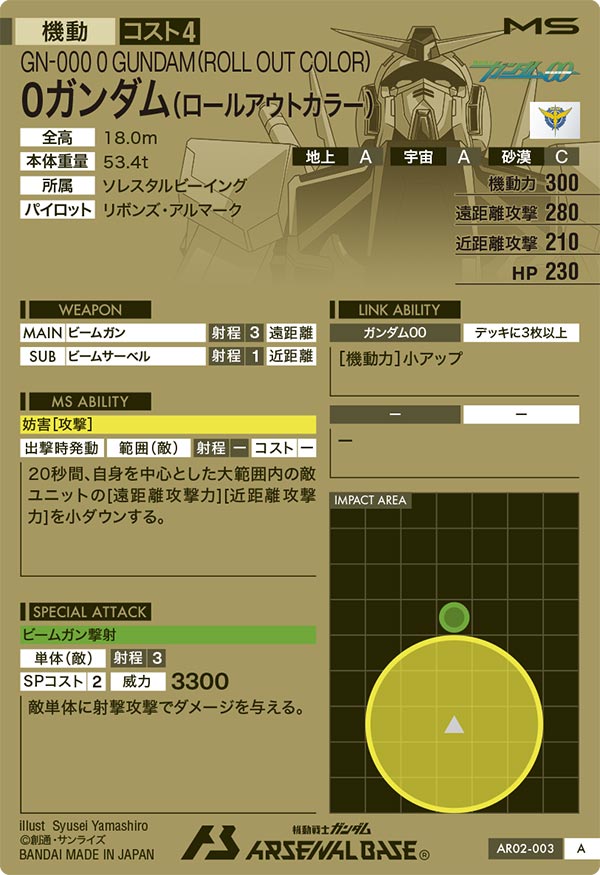 機動 コスト4
MS
GN-000 0 GUNDAM(ROLL OUT COLOR)
0ガンダム(ロールアウトカラー)
ガンダム00
全高 18.0m
本体重量 53.4t
所属 ソレスタルビーイング
パイロット リボンズ・アルマーク
地上 A 宇宙 A 砂漠 C
機動力 300
遠距離攻撃 280
近距離攻撃 210
HP 230
WEAPON
MAIN ビームガン 射程 3 遠距離
SUB ビームサーベル 射程 1 近距離
LINK ABILITY
ガンダム00 デッキに3枚以上
[機動力]小アップ
— —
—
MS ABILITY
妨害[攻撃]
出撃時発動 範囲(敵) 射程 — コスト —
20秒間、自身を中心とした大範囲内の敵
ユニットの[遠距離攻撃力][近距離攻撃
力]を小ダウンする。
IMPACT AREA
SPECIAL ATTACK
ビームガン撃射
単体(敵) 射程 3
SPコスト 2 威力 3300
敵単体に射撃攻撃でダメージを与える。
illust Syusei Yamashiro
©創通・サンライズ
BANDAI MADE IN JAPAN
機動戦士ガンダム
ARSENAL BASE®
AR02-003 A